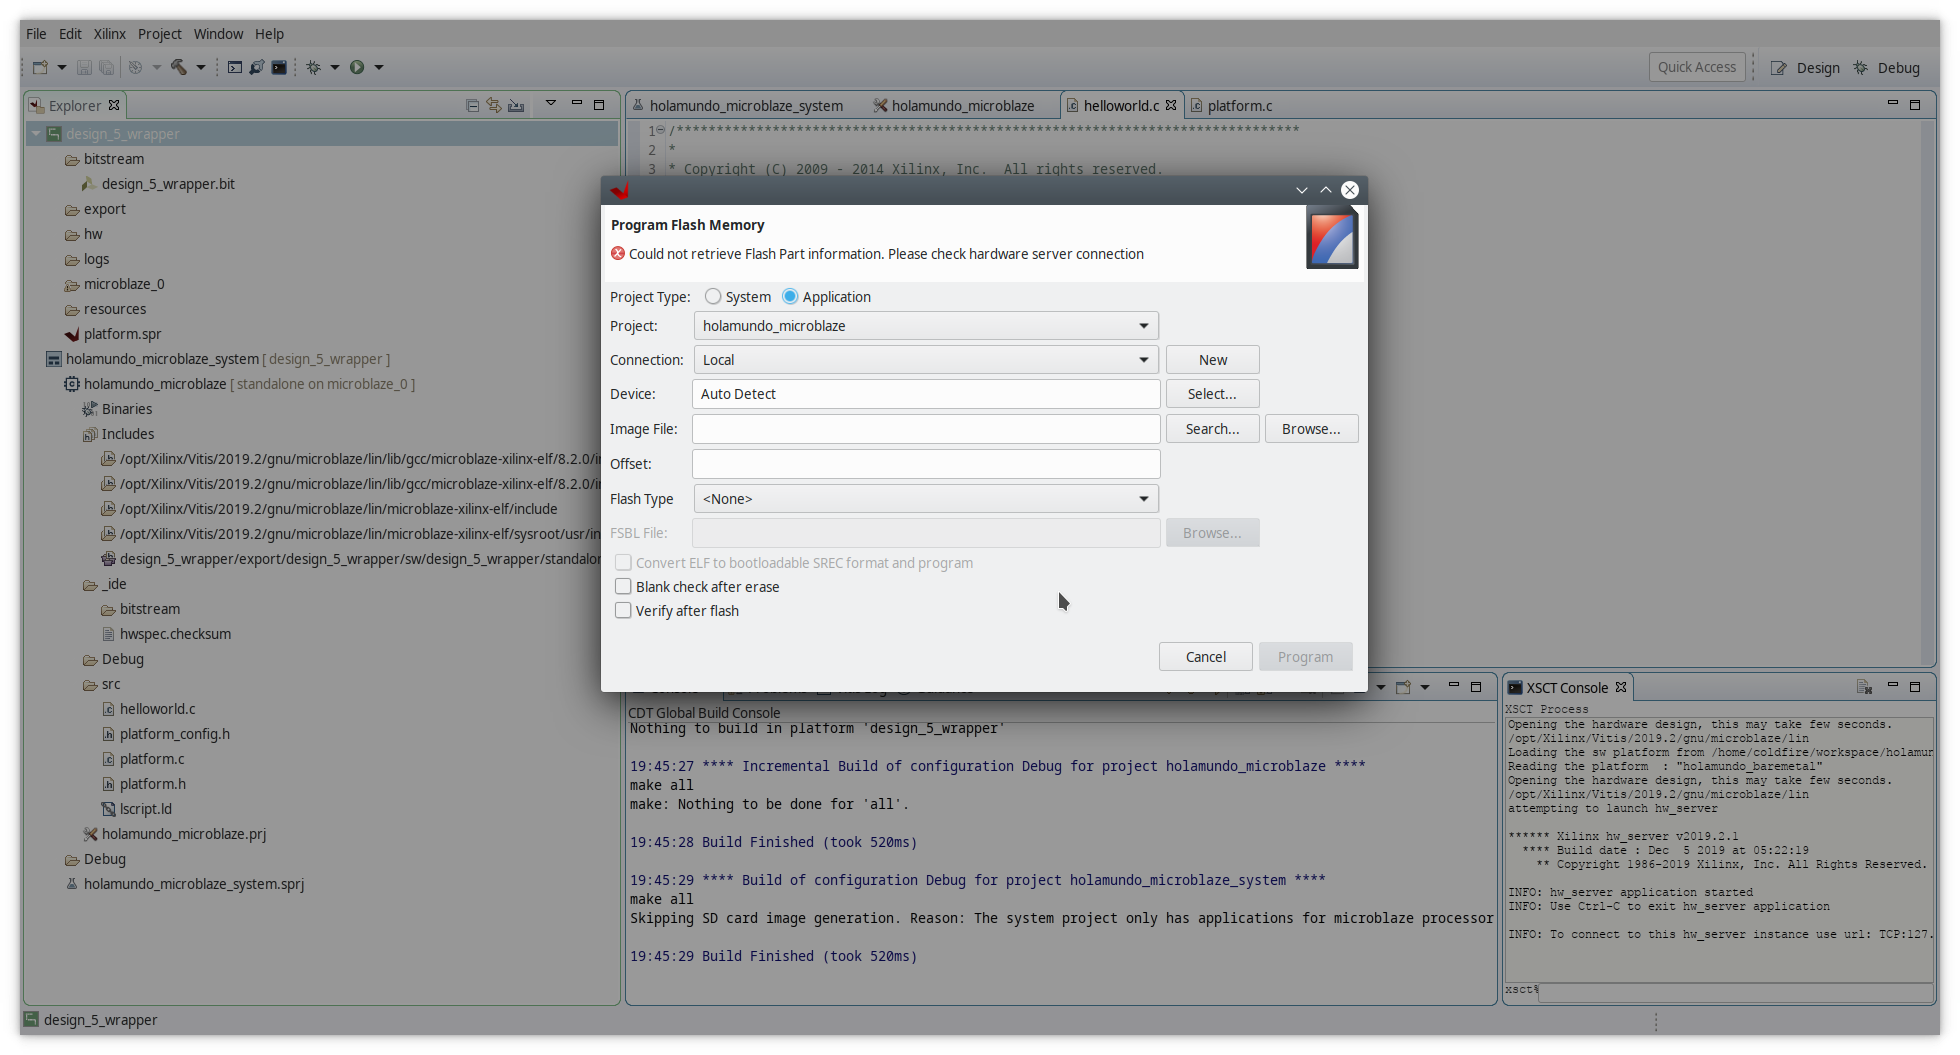 File Edit Xilinx Project Window Help
Quick Access Design Debug
Explorer
design_5_wrapper
bitstream
design_5_wrapper.bit
export
hw
logs
microblaze_0
resources
platform.spr
holamundo_microblaze_system [ design_5_wrapper ]
holamundo_microblaze [ standalone on microblaze_0 ]
Binaries
Includes
/opt/Xilinx/Vitis/2019.2/gnu/microblaze/lin/lib/gcc/microblaze-xilinx-elf/8.2.0/in
/opt/Xilinx/Vitis/2019.2/gnu/microblaze/lin/lib/gcc/microblaze-xilinx-elf/8.2.0/in
/opt/Xilinx/Vitis/2019.2/gnu/microblaze/lin/microblaze-xilinx-elf/include
/opt/Xilinx/Vitis/2019.2/gnu/microblaze/lin/microblaze-xilinx-elf/sysroot/usr/in
design_5_wrapper/export/design_5_wrapper/sw/design_5_wrapper/standalon
_ide
bitstream
hwspec.checksum
Debug
src
helloworld.c
platform_config.h
platform.c
platform.h
lscript.ld
holamundo_microblaze.prj
Debug
holamundo_microblaze_system.sprj
holamundo_microblaze_system holamundo_microblaze helloworld.c platform.c
1 /******************************************************************************
2 *
3 * Copyright (C) 2009 - 2014 Xilinx, Inc. All rights reserved.
Program Flash Memory
Could not retrieve Flash Part information. Please check hardware server connection
Project Type: System Application
Project: holamundo_microblaze
Connection: Local New
Device: Auto Detect Select...
Image File: Search... Browse...
Offset:
Flash Type <None>
FSBL File: Browse...
Convert ELF to bootloadable SREC format and program
Blank check after erase
Verify after flash
Cancel Program
CDT Global Build Console
Nothing to build in platform 'design_5_wrapper'
19:45:27 **** Incremental Build of configuration Debug for project holamundo_microblaze ****
make all
make: Nothing to be done for 'all'.
19:45:28 Build Finished (took 520ms)
19:45:29 **** Build of configuration Debug for project holamundo_microblaze_system ****
make all
Skipping SD card image generation. Reason: The system project only has applications for microblaze processor
19:45:29 Build Finished (took 520ms)
XSCT Console
XSCT Process
Opening the hardware design, this may take few seconds.
/opt/Xilinx/Vitis/2019.2/gnu/microblaze/lin
Loading the sw platform from /home/coldfire/workspace/holamun
Reading the platform : "holamundo_baremetal"
Opening the hardware design, this may take few seconds.
/opt/Xilinx/Vitis/2019.2/gnu/microblaze/lin
attempting to launch hw_server
****** Xilinx hw_server v2019.2.1
**** Build date : Dec 5 2019 at 05:22:19
** Copyright 1986-2019 Xilinx, Inc. All Rights Reserved.
INFO: hw_server application started
INFO: Use Ctrl-C to exit hw_server application
INFO: To connect to this hw_server instance use url: TCP:127.
xsct%
design_5_wrapper